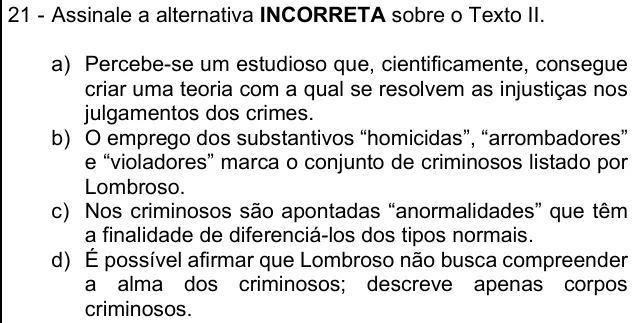 21 - Assinale a alternativa INCORRETA sobre o Texto II.
a) Percebe-se um estudioso que, cientificamente, consegue
criar uma teoria com a qual se resolvem as injustiças nos
julgamentos dos crimes.
b) O emprego dos substantivos “homicidas”, “arrombadores”
e “violadores” marca o conjunto de criminosos listado por
Lombroso.
c) Nos criminosos são apontadas “anormalidades” que têm
a finalidade de diferenciá-los dos tipos normais.
d) É possível afirmar que Lombroso não busca compreender
a alma dos criminosos; descreve apenas corpos
criminosos.